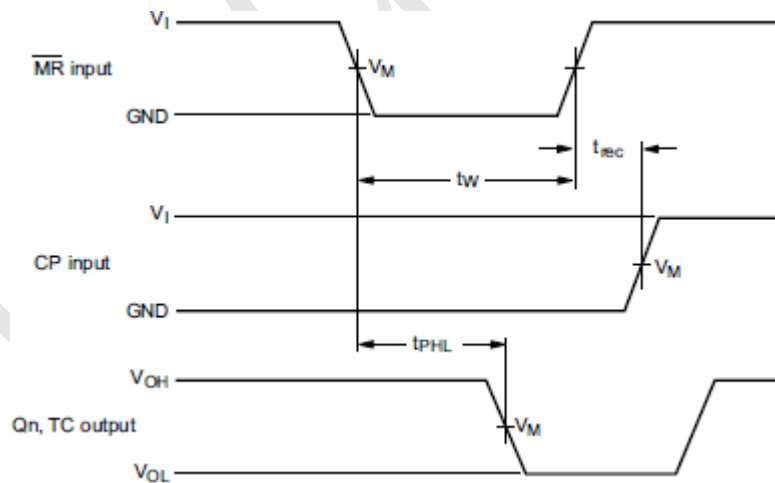 VI
MR input
VM
GND
trec
tW
VI
CP input
VM
GND
tPHL
VOH
Qn, TC output
VM
VOL